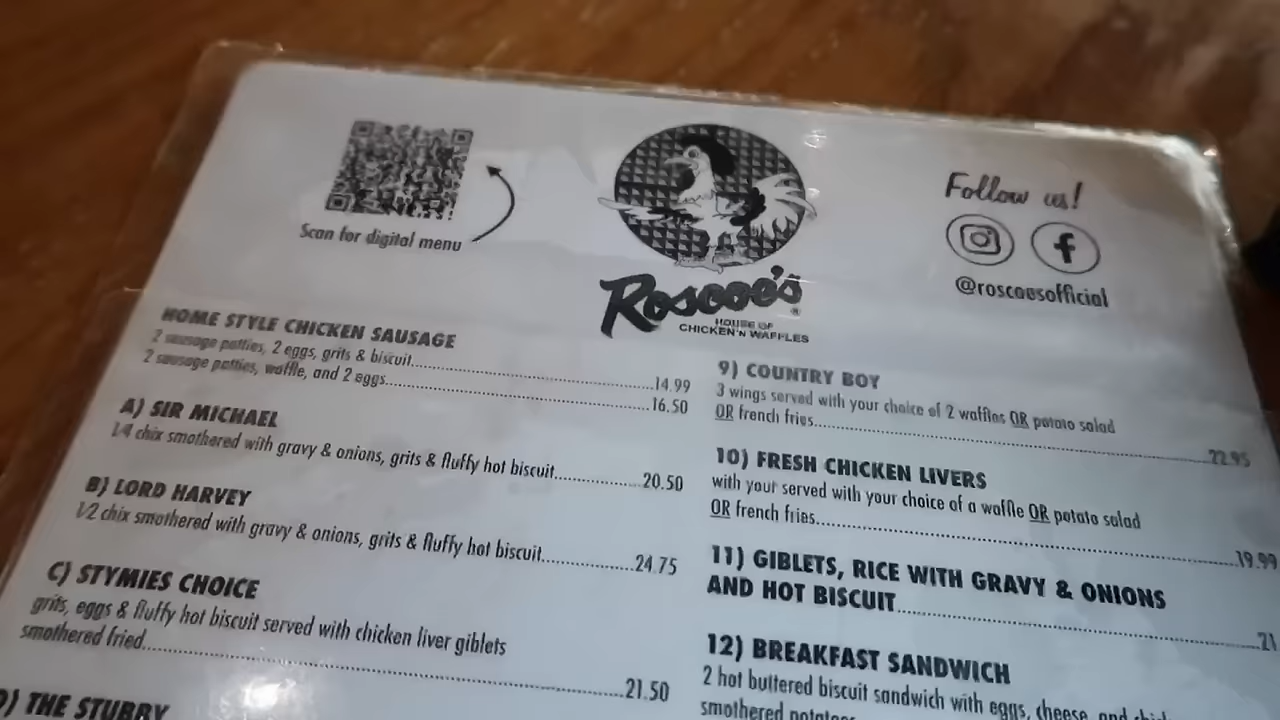 Scan for digital menu
Roscoe's
HOUSE OF
CHICKEN'N WAFFLES
Follow us!
@roscoesofficial
HOME STYLE CHICKEN SAUSAGE
2 sausage patties, 2 eggs, grits & biscuit..............14.99
2 sausage patties, waffle, and 2 eggs..............16.50
A) SIR MICHAEL
1/4 chix smothered with gravy & onions, grits & fluffy hot biscuit..............20.50
B) LORD HARVEY
1/2 chix smothered with gravy & onions, grits & fluffy hot biscuit..............24.75
C) STYMIES CHOICE
grits, eggs & fluffy hot biscuit served with chicken liver giblets
smothered fried..............21.50
D) THE STUBBY
9) COUNTRY BOY
3 wings served with your choice of 2 waffles OR potato salad
OR french fries..............22.95
10) FRESH CHICKEN LIVERS
with your served with your choice of a waffle OR potato salad
OR french fries..............19.99
11) GIBLETS, RICE WITH GRAVY & ONIONS
AND HOT BISCUIT..............21
12) BREAKFAST SANDWICH
2 hot buttered biscuit sandwich with eggs, cheese, and
smothered